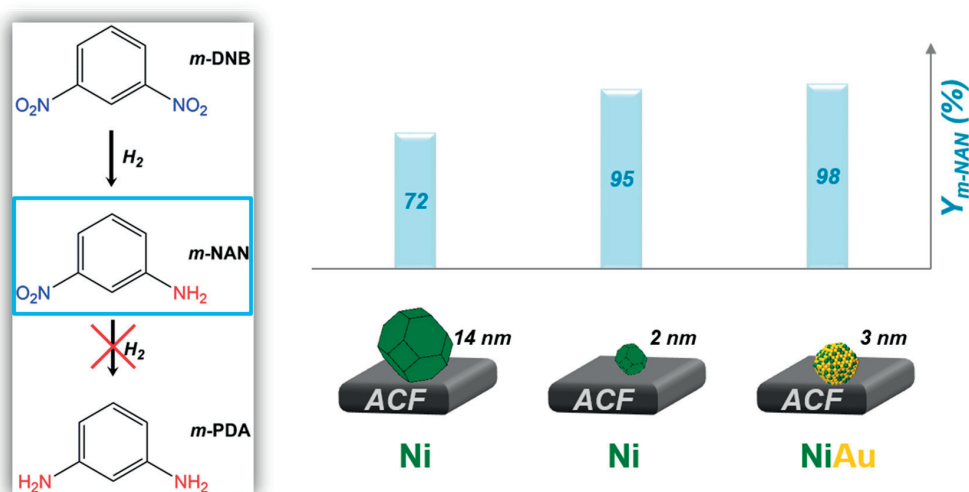 m-DNB
O₂N
NO₂
H₂
m-NAN
O₂N
NH₂
H₂
m-PDA
H₂N
NH₂
72
95
98
Y m-NAN (%)
14 nm
2 nm
3 nm
ACF
ACF
ACF
Ni
Ni
NiAu